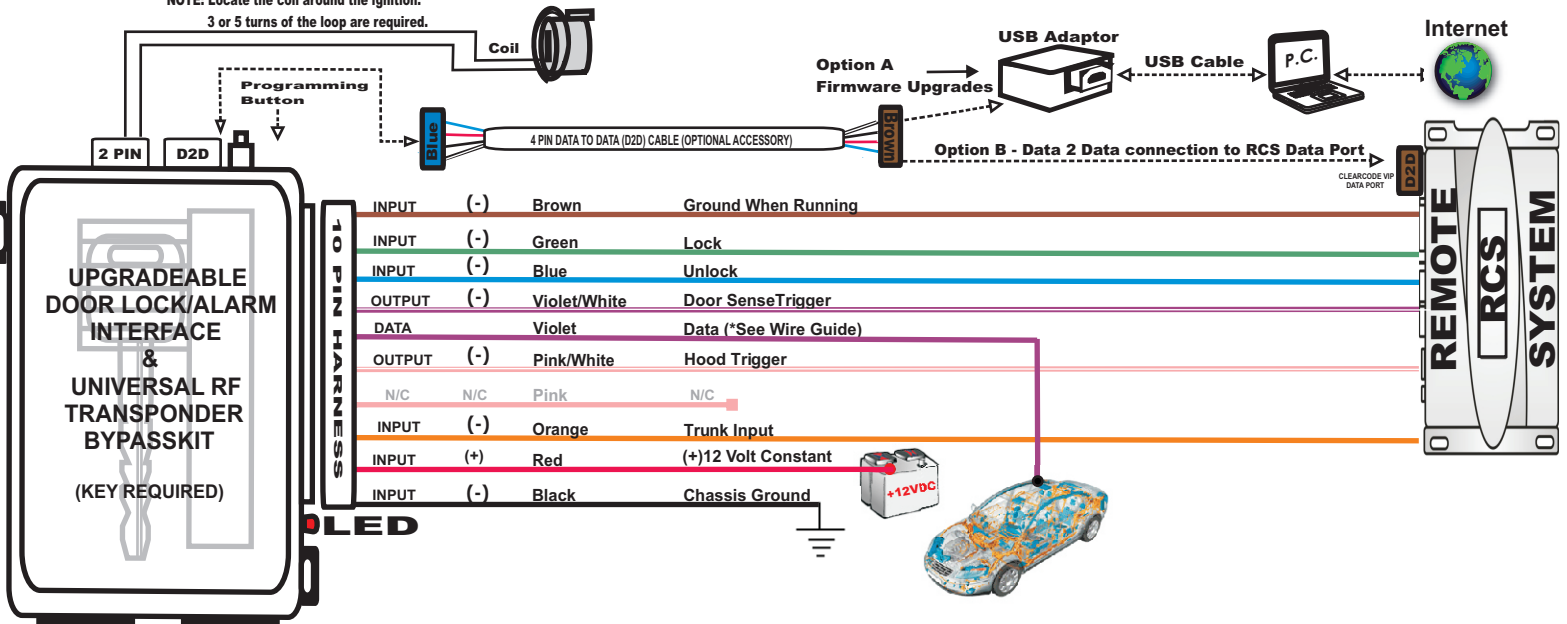 NOTE: Locate the coil around the ignition.
3 or 5 turns of the loop are required.
Coil
Programming
Button
2 PIN
D2D
Blue
4 PIN DATA TO DATA (D2D) CABLE (OPTIONAL ACCESSORY)
Brown
Option A
Firmware Upgrades
USB Adaptor
USB Cable
P.C.
Internet
Option B - Data 2 Data connection to RCS Data Port
CLEARCODE VIP
DATA PORT
D2D
UPGRADEABLE
DOOR LOCK/ALARM
INTERFACE
&
UNIVERSAL RF
TRANSPONDER
BYPASSKIT
(KEY REQUIRED)
10 PIN HARNESS
LED
INPUT (-) Brown Ground When Running
INPUT (-) Green Lock
INPUT (-) Blue Unlock
OUTPUT (-) Violet/White Door SenseTrigger
DATA Violet Data (*See Wire Guide)
OUTPUT (-) Pink/White Hood Trigger
N/C N/C Pink N/C
INPUT (-) Orange Trunk Input
INPUT (+) Red (+)12 Volt Constant
INPUT (-) Black Chassis Ground
+12VDC
REMOTE
RCS
SYSTEM